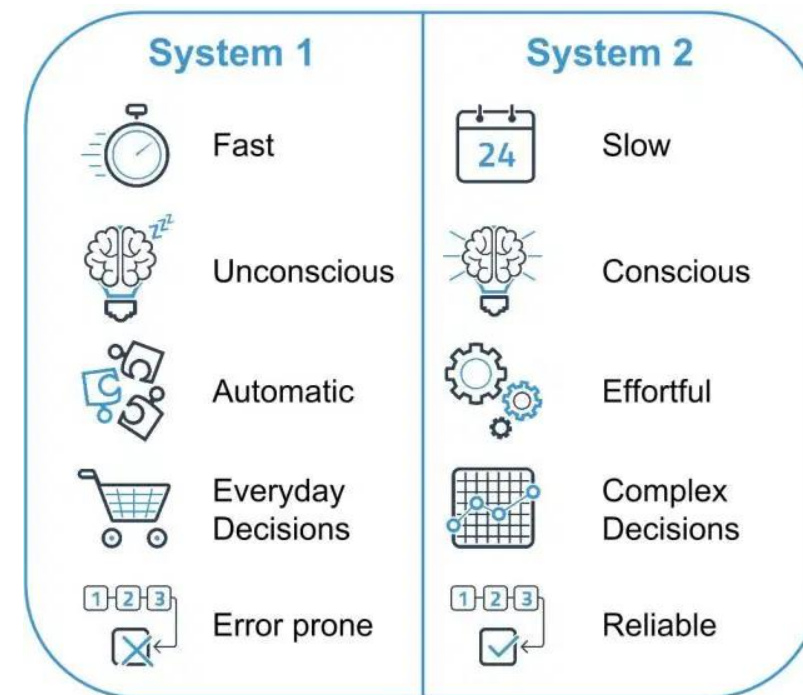 System 1
System 2
Fast
24
Slow
zzz
Unconscious
Conscious
Automatic
Effortful
Everyday
Decisions
Complex
Decisions
1 2 3
Error prone
1 2 3
Reliable